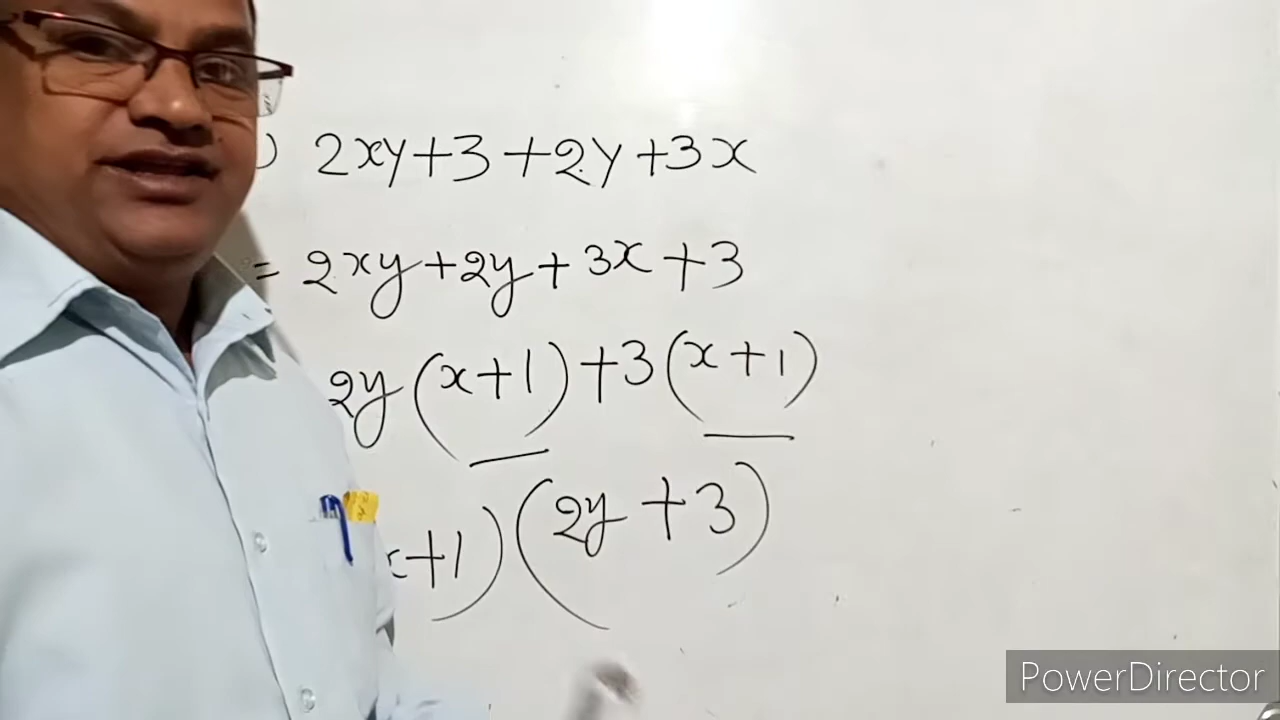 ) 2xy+3+2y+3x
= 2xy+2y+3x+3
2y(x+1)+3(x+1)
x+1)(2y+3)
PowerDirector